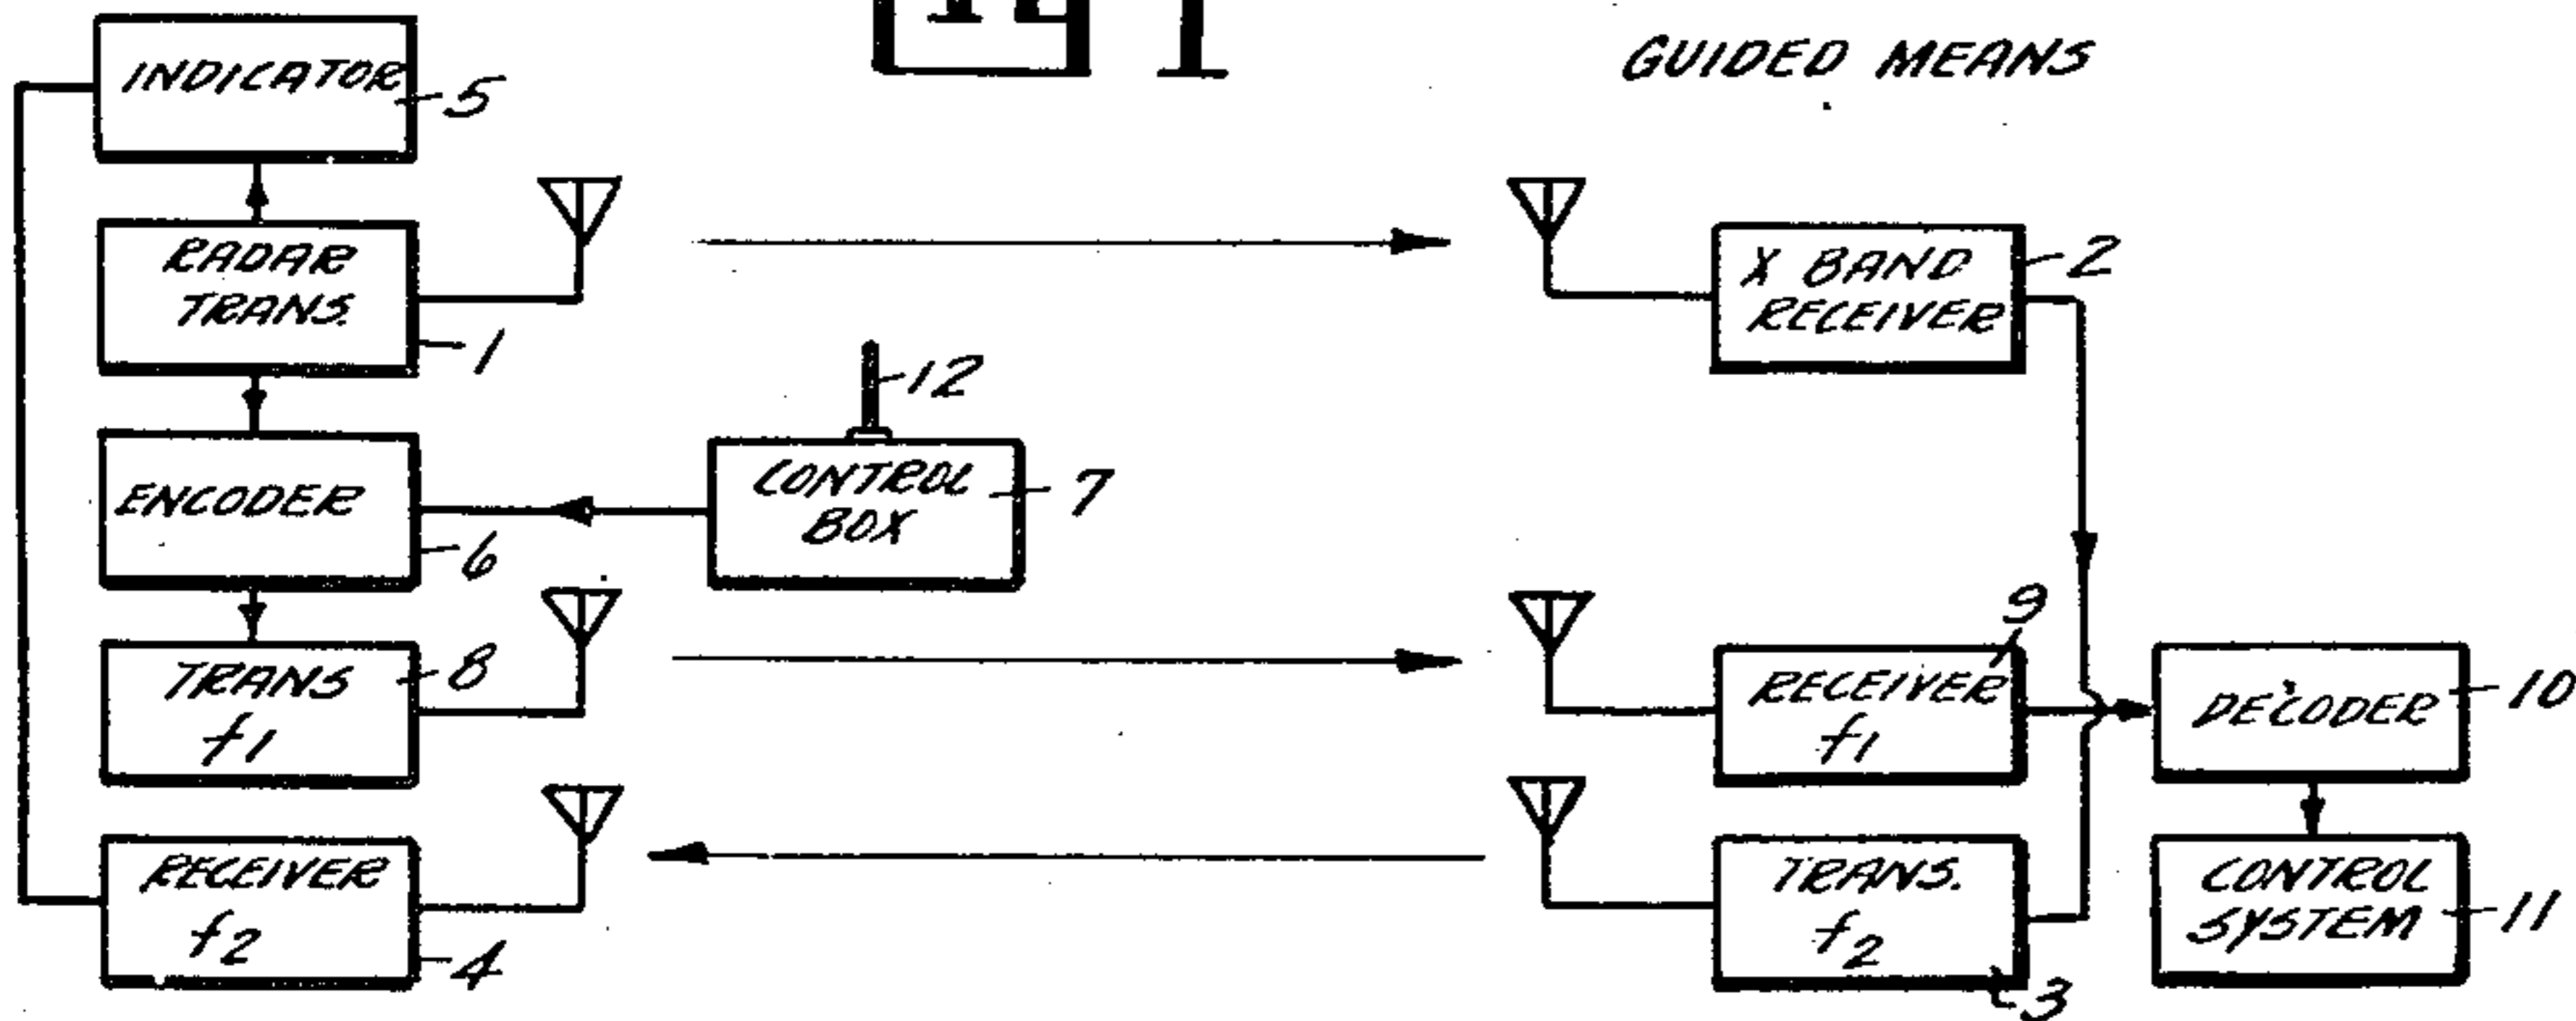 GUIDED MEANS
INDICATOR
5
RADAR
TRANS.
1
X BAND
RECEIVER
2
12
ENCODER
6
CONTROL
BOX
7
TRANS
f1
8
RECEIVER
f1
9
DECODER
10
RECEIVER
f2
4
TRANS.
f2
3
CONTROL
SYSTEM
11